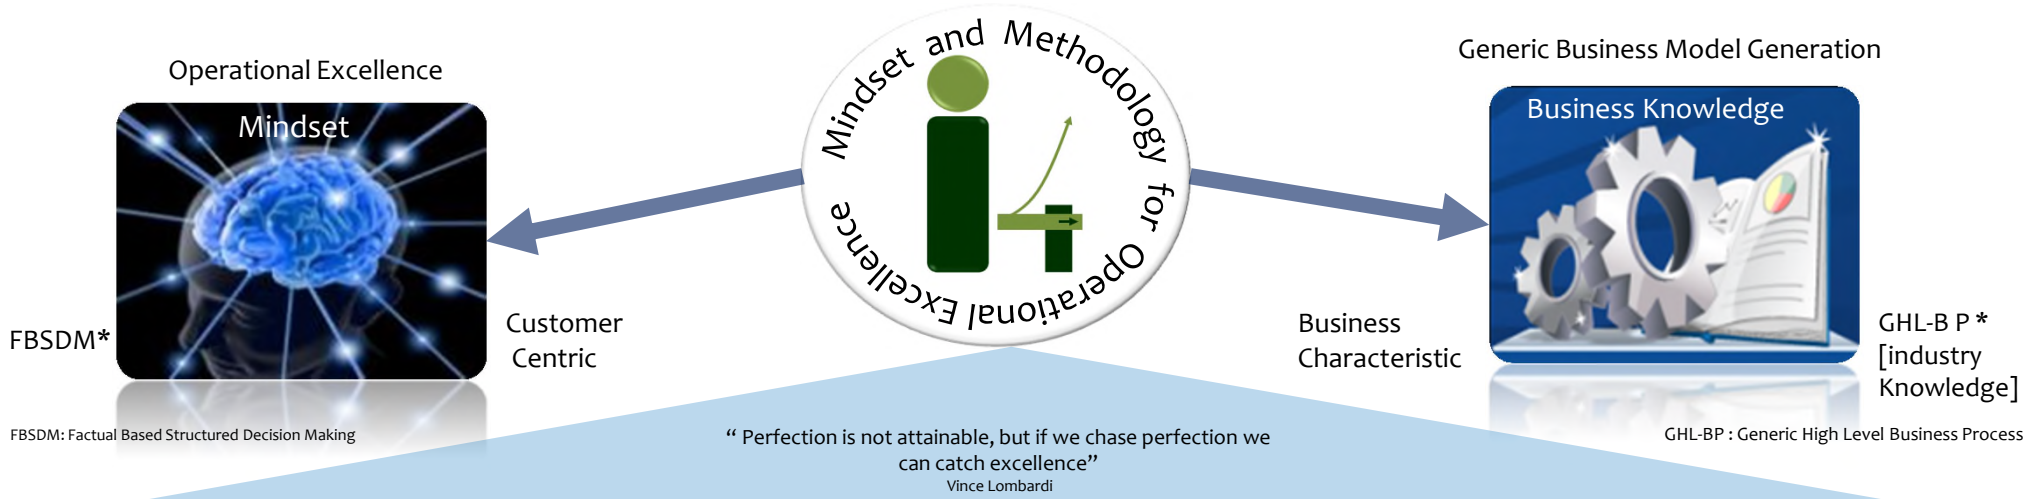 Operational Excellence
Mindset
FBSDM*
Customer
Centric
FBSDM: Factual Based Structured Decision Making
Mindset and Methodology for Operational Excellence
“ Perfection is not attainable, but if we chase perfection we
can catch excellence”
Vince Lombardi
Generic Business Model Generation
Business Knowledge
Business
Characteristic
GHL-B P *
[industry
Knowledge]
GHL-BP : Generic High Level Business Process